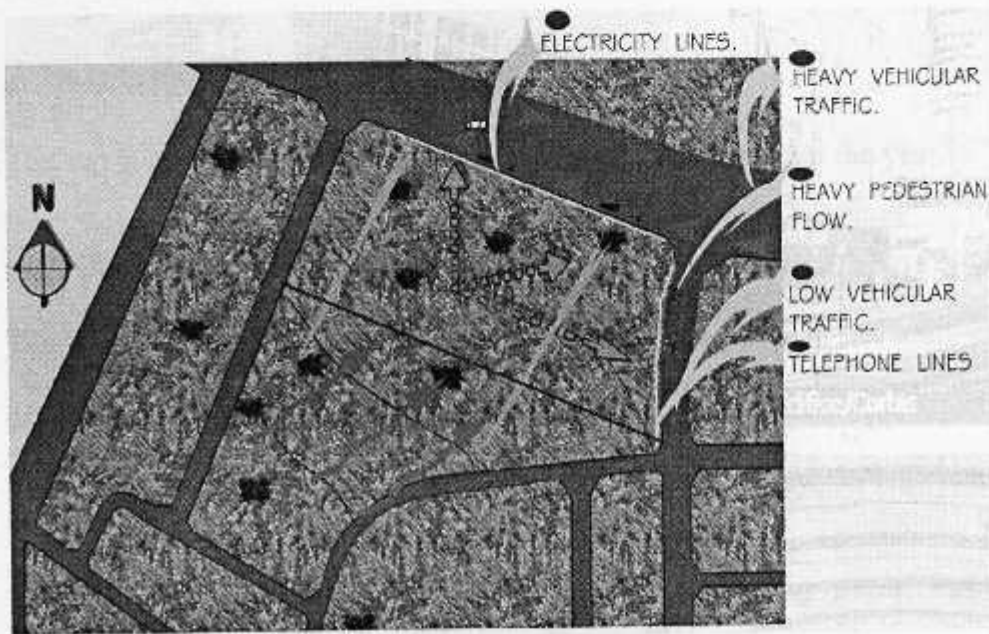 ELECTRICITY LINES.
HEAVY VEHICULAR
TRAFFIC.
HEAVY PEDESTRIAN
FLOW.
LOW VEHICULAR
TRAFFIC.
TELEPHONE LINES
N